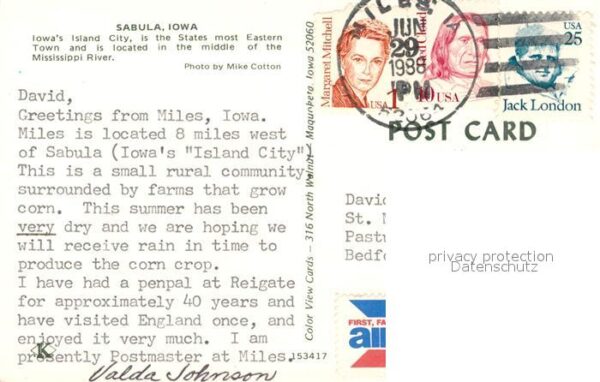 SABULA, IOWA
Iowa's Island City, is the States most Eastern
Town and is located in the middle of the
Mississippi River.
Photo by Mike Cotton
David,
Greetings from Miles, Iowa.
Miles is located 8 miles west
of Sabula (Iowa's "Island City")
This is a small rural community
surrounded by farms that grow
corn. This summer has been
very dry and we are hoping we
will receive rain in time to
produce the corn crop.
I have had a penpal at Reigate
for approximately 40 years and
have visited England once, and
enjoyed it very much. I am
presently Postmaster at Miles.
Valda Johnson
K
Color View Cards - 316 North Walnut - Maquoketa, Iowa 52060
153417
MILES
JUN
29
1988
PM
Margaret Mitchell
USA 1
Red Cloud
10 USA
USA
25
Jack London
POST CARD
David
St.
Pastu
Bedfo
privacy protection
Datenschutz
FIRST, FA
ai